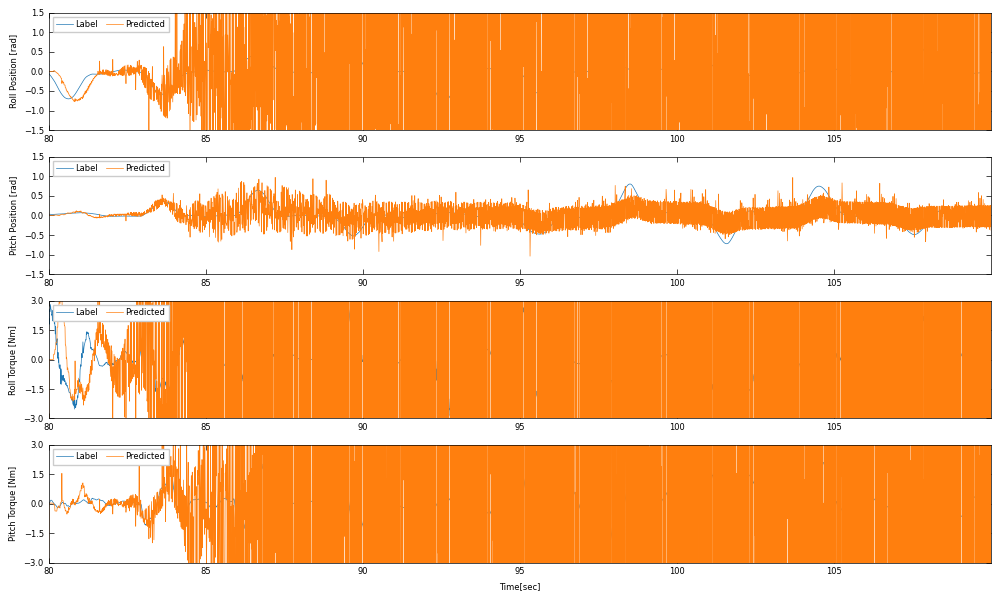 Roll Position [rad]
1.5
1.0
0.5
0.0
−0.5
−1.0
−1.5
Label Predicted
80 85 90 95 100 105
Pitch Position [rad]
1.5
1.0
0.5
0.0
−0.5
−1.0
−1.5
Label Predicted
80 85 90 95 100 105
Roll Torque [Nm]
3.0
1.5
0.0
−1.5
−3.0
Label Predicted
80 85 90 95 100 105
Pitch Torque [Nm]
3.0
1.5
0.0
−1.5
−3.0
Label Predicted
80 85 90 95 100 105
Time[sec]